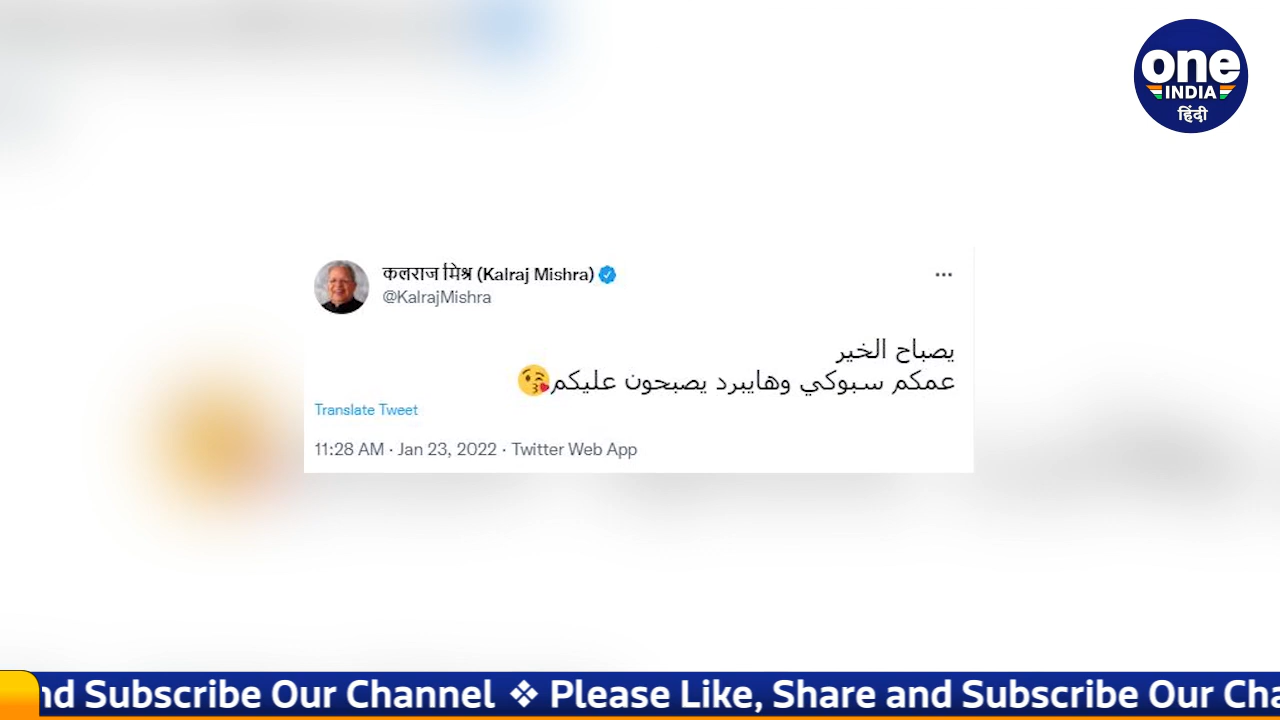 one
INDIA
हिंदी
कलराज मिश्र (Kalraj Mishra)
@KalrajMishra
يصباح الخير
عمكم سبوكي وهايبرد يصبحون عليكم😘
Translate Tweet
11:28 AM · Jan 23, 2022 · Twitter Web App
nd Subscribe Our Channel ❖ Please Like, Share and Subscribe Our Cha